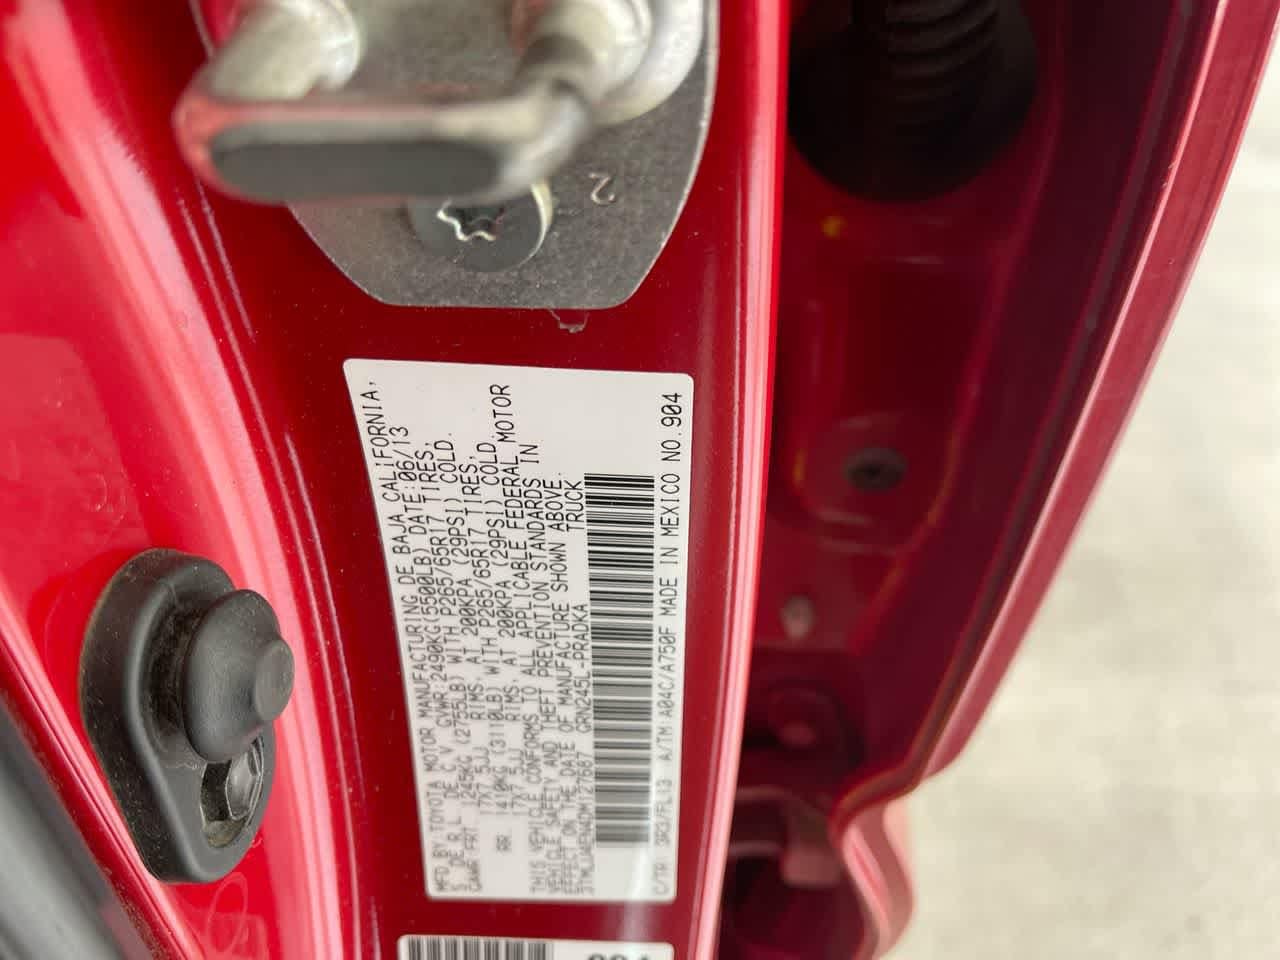 2
MFD.BY:TOYOTA MOTOR MANUFACTURING DE BAJA CALIFORNIA,
S. DE R.L. DE C.V. GVWR:2490KG(5500LB) DATE:06/13
GAWR FRT. 1245KG (2755LB) WITH P265/65R17 TIRES,
17X7.5JJ RIMS, AT 200KPA (29PSI) COLD.
RR. 1410KG (3110LB) WITH P265/65R17 TIRES,
17X7.5JJ RIMS, AT 200KPA (29PSI) COLD.
THIS VEHICLE CONFORMS TO ALL APPLICABLE FEDERAL MOTOR
VEHICLE SAFETY AND THEFT PREVENTION STANDARDS IN
EFFECT ON THE DATE OF MANUFACTURE SHOWN ABOVE.
GRN245L-PRADKA TRUCK
C/TR: 3R3/FL13 A/TM:A04C/A750F MADE IN MEXICO NO.904